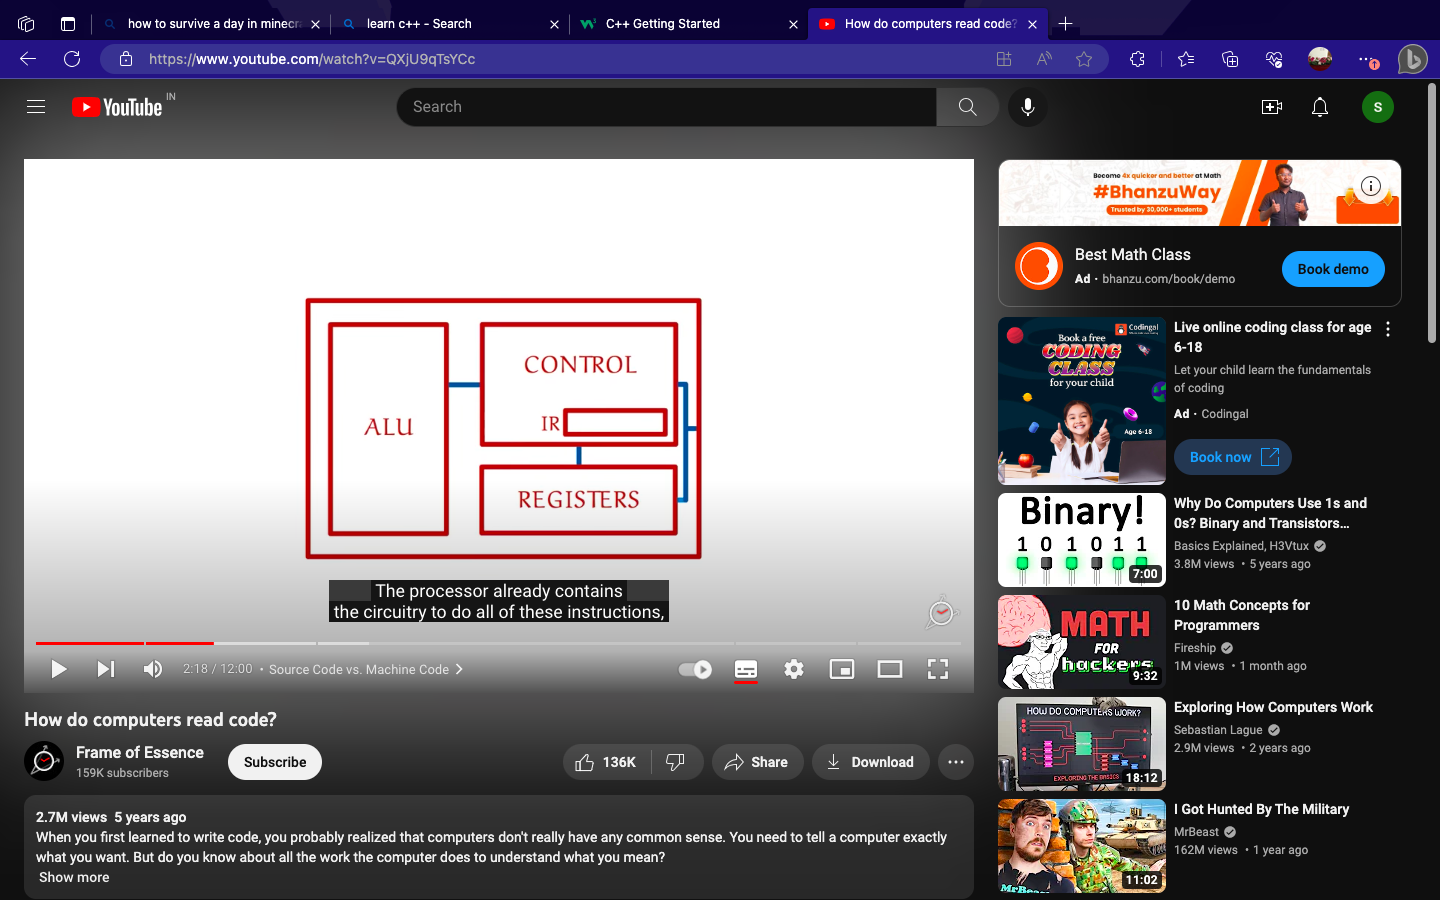 how to survive a day in minecra
learn c++ - Search
C++ Getting Started
How do computers read code?
https://www.youtube.com/watch?v=QXjU9qTsYCc
YouTube IN
Search
S
ALU
CONTROL
IR
REGISTERS
The processor already contains
the circuitry to do all of these instructions,
2:18 / 12:00 • Source Code vs. Machine Code
How do computers read code?
Frame of Essence
159K subscribers
Subscribe
136K
Share
Download
2.7M views 5 years ago
When you first learned to write code, you probably realized that computers don't really have any common sense. You need to tell a computer exactly
what you want. But do you know about all the work the computer does to understand what you mean?
Show more
Become 4x quicker and better at Math
#BhanzuWay
Trusted by 30,000+ students
Best Math Class
Ad • bhanzu.com/book/demo
Book demo
Codingal
Book a free
CODING
CLASS
for your child
Age 6-18
Live online coding class for age
6-18
Let your child learn the fundamentals
of coding
Ad • Codingal
Book now
Binary!
1 0 1 0 1 1
7:00
Why Do Computers Use 1s and
0s? Binary and Transistors...
Basics Explained, H3Vtux
3.8M views • 5 years ago
MATH
FOR
hackers
9:32
10 Math Concepts for
Programmers
Fireship
1M views • 1 month ago
HOW DO COMPUTERS WORK?
EXPLORING THE BASICS
18:12
Exploring How Computers Work
Sebastian Lague
2.9M views • 2 years ago
MrBeas
11:02
I Got Hunted By The Military
MrBeast
162M views • 1 year ago